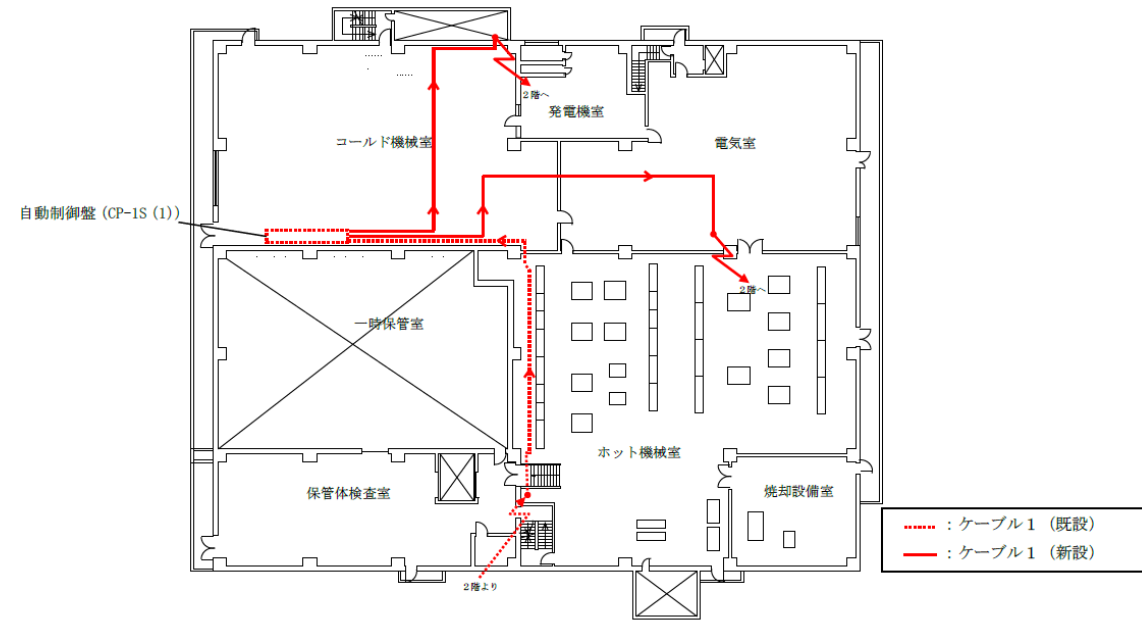 2階へ
発電機室
コールド機械室
電気室
自動制御盤 (CP-1S (1))
2階へ
一時保管室
ホット機械室
保管体検査室
焼却設備室
：ケーブル１（既設）
：ケーブル１（新設）
2階より